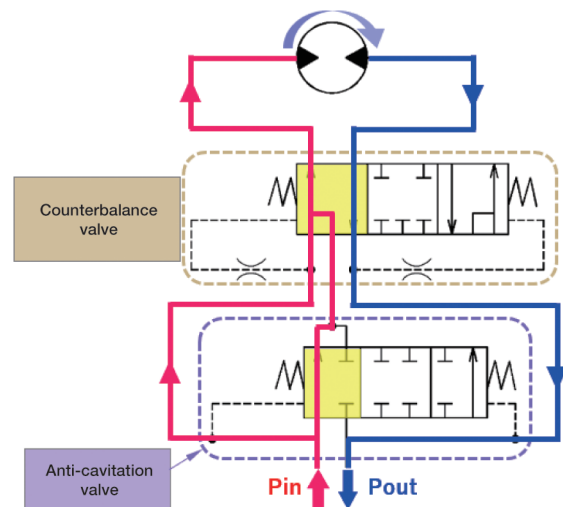 Counterbalance
valve
Anti-cavitation
valve
Pin
Pout